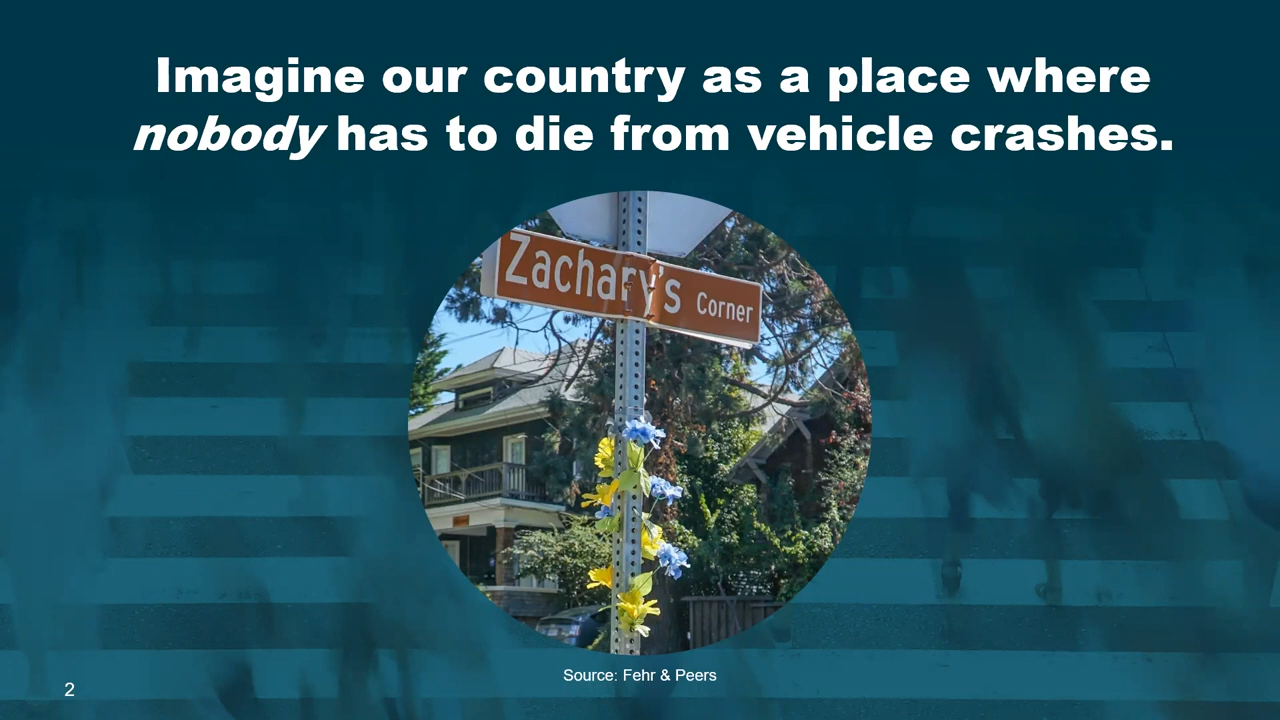 Imagine our country as a place where
nobody has to die from vehicle crashes.
Zachary's Corner
Source: Fehr & Peers
2